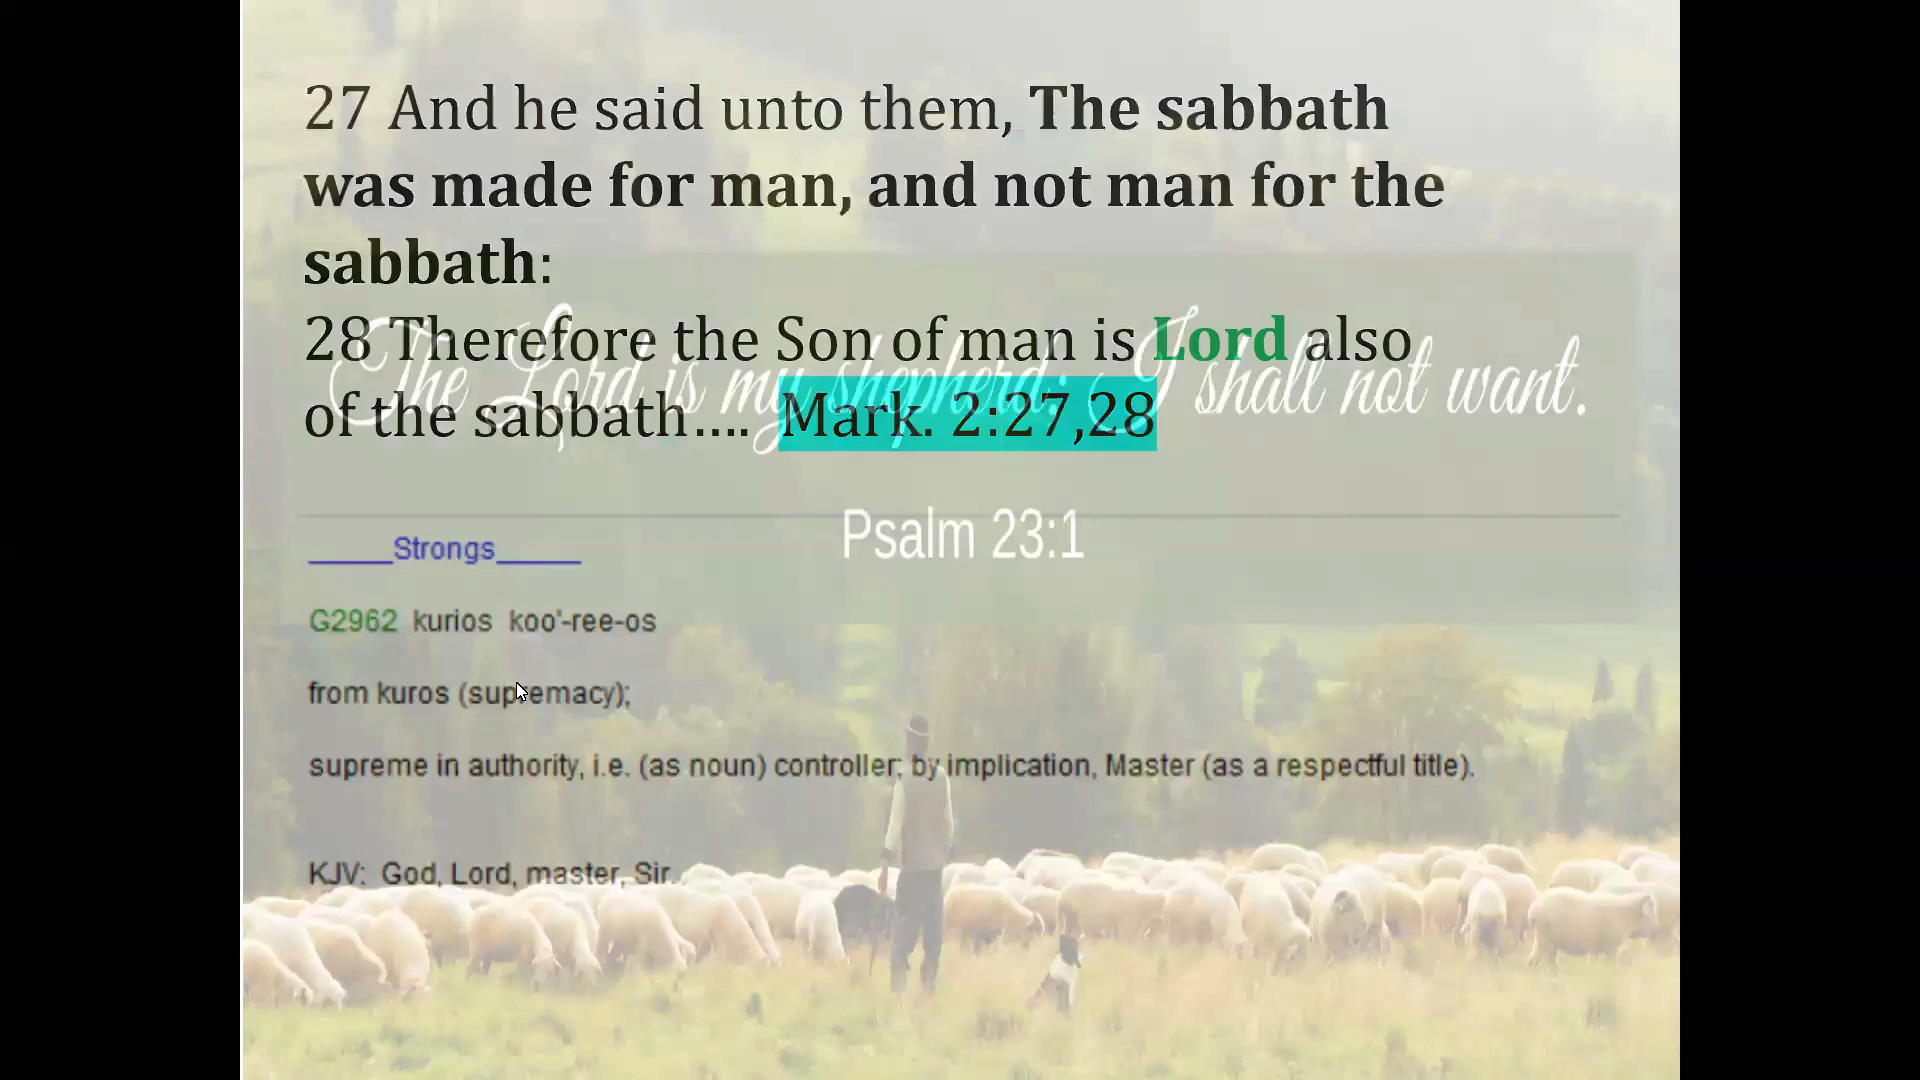 27 And he said unto them, The sabbath
was made for man, and not man for the
sabbath:
28 Therefore the Son of man is Lord also
of the sabbath.... Mark. 2:27,28
The Lord is my shepherd; I shall not want.
Psalm 23:1
_____Strongs_____
G2962 kurios koo'-ree-os
from kuros (supremacy);
supreme in authority, i.e. (as noun) controller; by implication, Master (as a respectful title).
KJV: God, Lord, master, Sir.